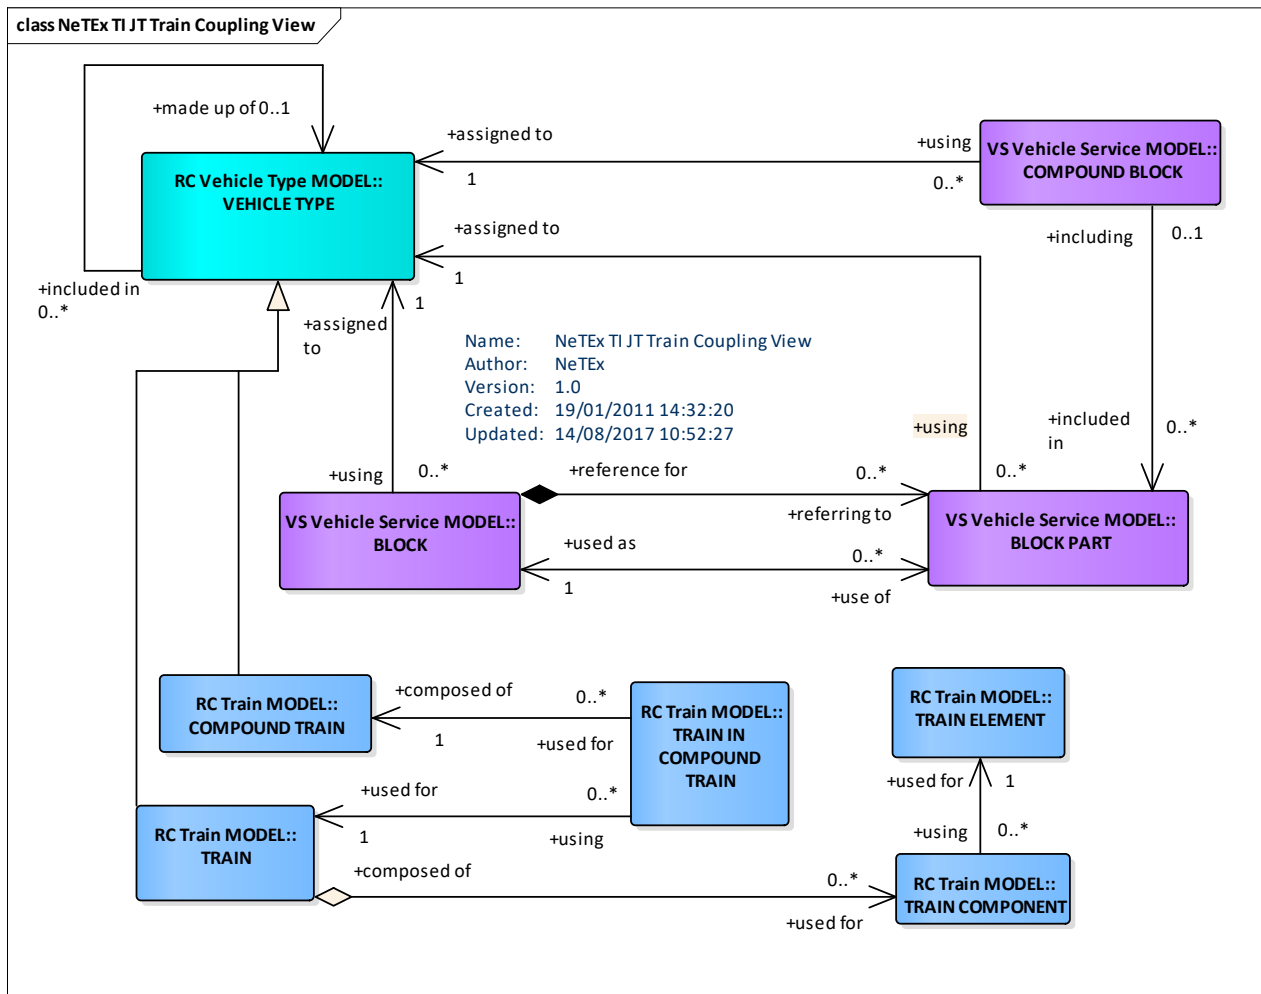 class NeTEx TI JT Train Coupling View
+made up of 0..1
RC Vehicle Type MODEL::
VEHICLE TYPE
+included in
0..*
+assigned to
1
+using
0..*
VS Vehicle Service MODEL::
COMPOUND BLOCK
+assigned to
1
+including
0..1
+assigned
to
1
Name: NeTEx TI JT Train Coupling View
Author: NeTEx
Version: 1.0
Created: 19/01/2011 14:32:20
Updated: 14/08/2017 10:52:27
+using
+included
in
0..*
+using
0..*
+reference for
0..*
0..*
VS Vehicle Service MODEL::
BLOCK
+referring to
VS Vehicle Service MODEL::
BLOCK PART
+used as
0..*
1
+use of
RC Train MODEL::
COMPOUND TRAIN
+composed of
0..*
1
+used for
RC Train MODEL::
TRAIN IN
COMPOUND
TRAIN
RC Train MODEL::
TRAIN ELEMENT
+used for
1
+used for
0..*
1
+using
+using
0..*
RC Train MODEL::
TRAIN
+composed of
0..*
+used for
RC Train MODEL::
TRAIN COMPONENT